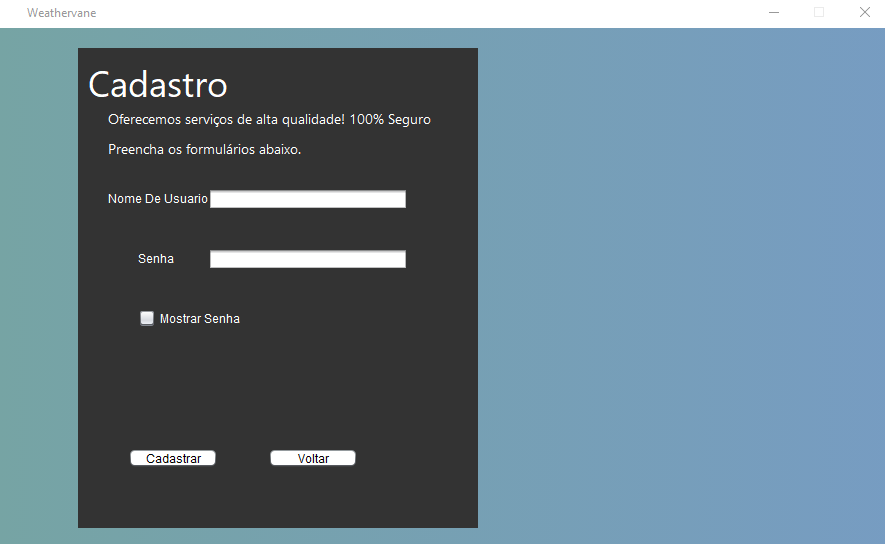 Weathervane
Cadastro
Oferecemos serviços de alta qualidade! 100% Seguro
Preencha os formulários abaixo.
Nome De Usuario
Senha
Mostrar Senha
Cadastrar Voltar